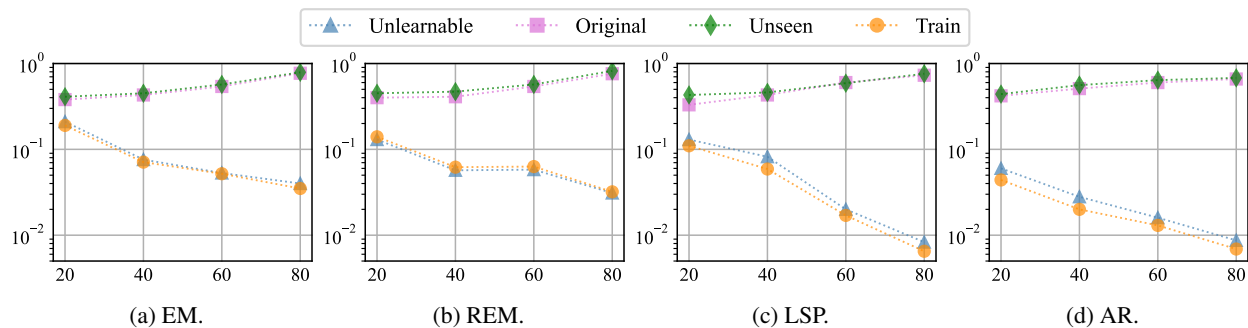 Unlearnable Original Unseen Train
10^0 10^0 10^0 10^0
10^-1 10^-1 10^-1 10^-1
10^-2 10^-2 10^-2 10^-2
20 40 60 80 20 40 60 80 20 40 60 80 20 40 60 80
(a) EM. (b) REM. (c) LSP. (d) AR.